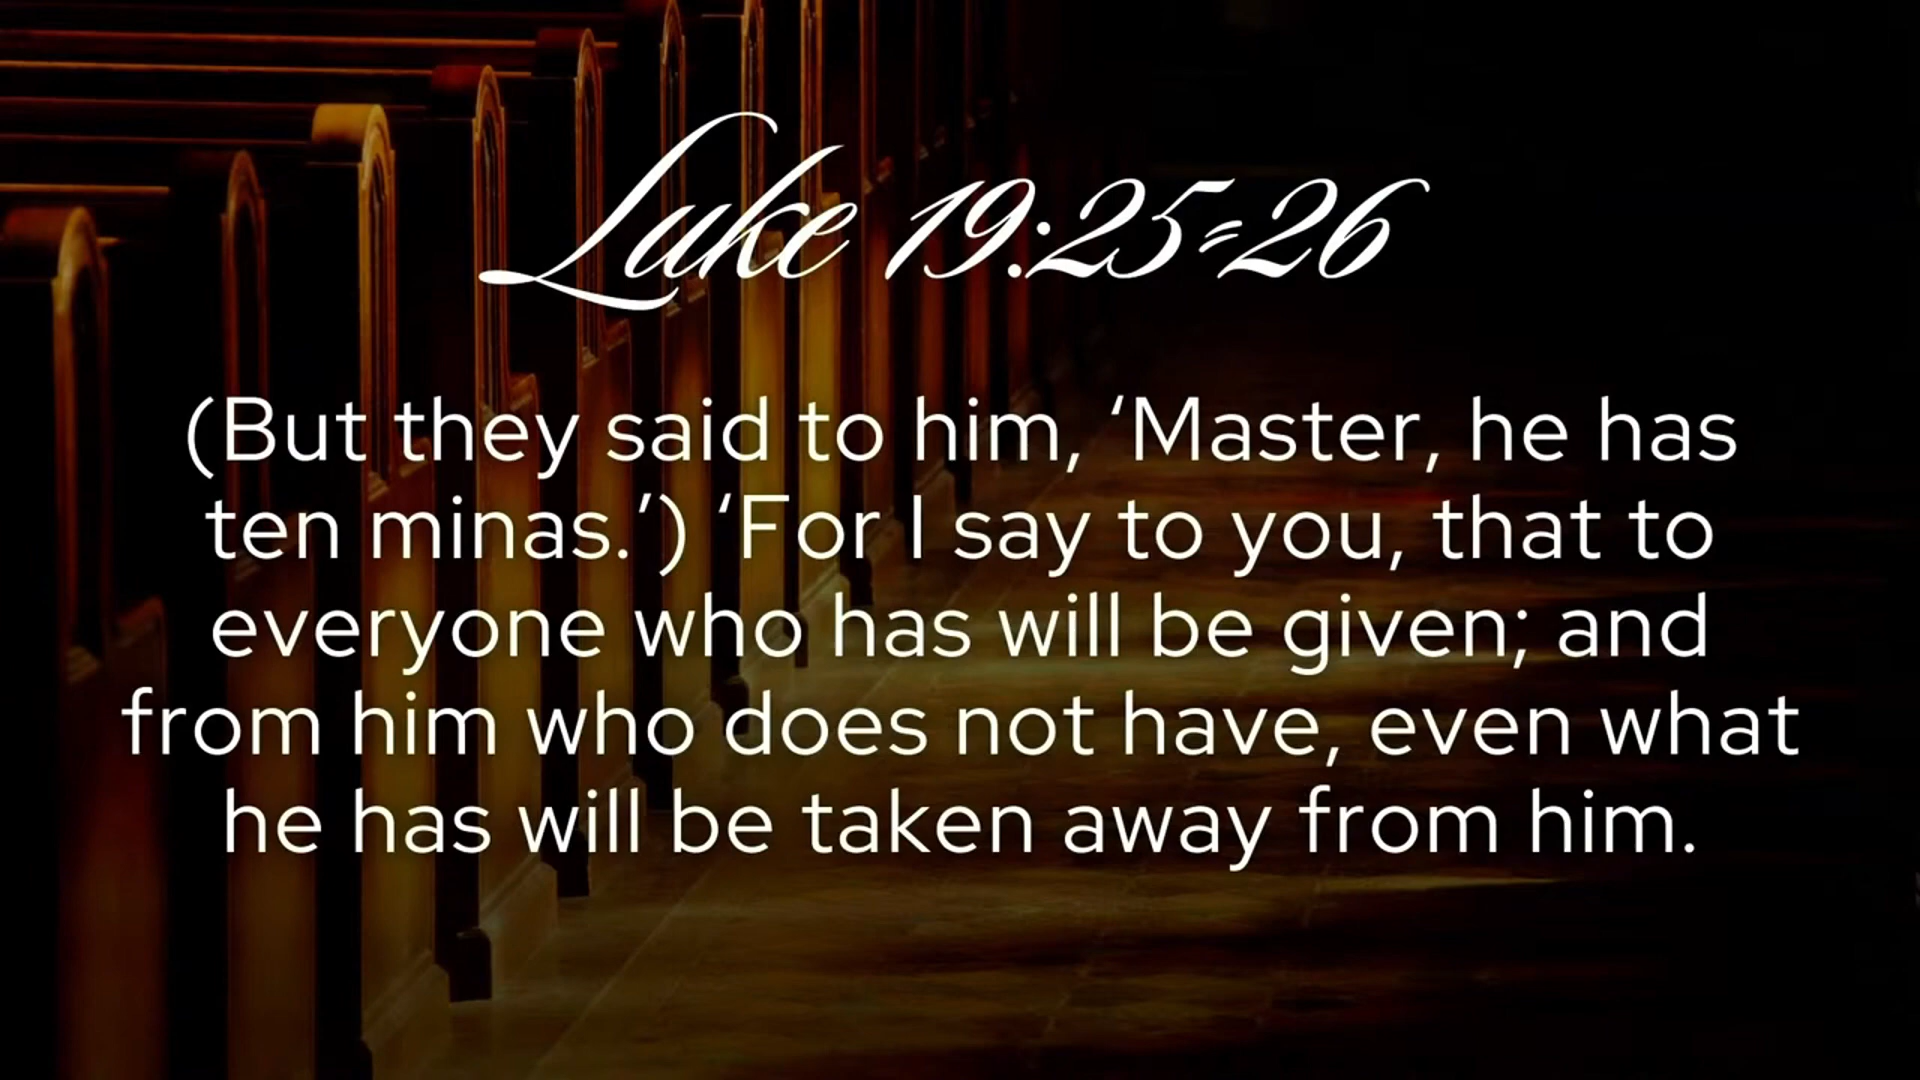 Luke 19:25-26
(But they said to him, ‘Master, he has
ten minas.’) ‘For I say to you, that to
everyone who has will be given; and
from him who does not have, even what
he has will be taken away from him.